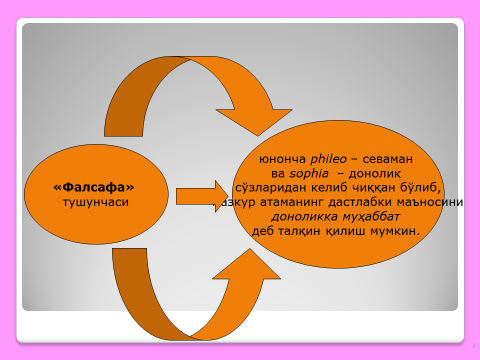 «Фалсафа»
тушунчаси
юнонча phileo – севаман
ва sophia – донолик
сўзларидан келиб чиққан бўлиб,
мазкур атаманинг дастлабки маъносини
доноликка муҳаббат
деб талқин қилиш мумкин.